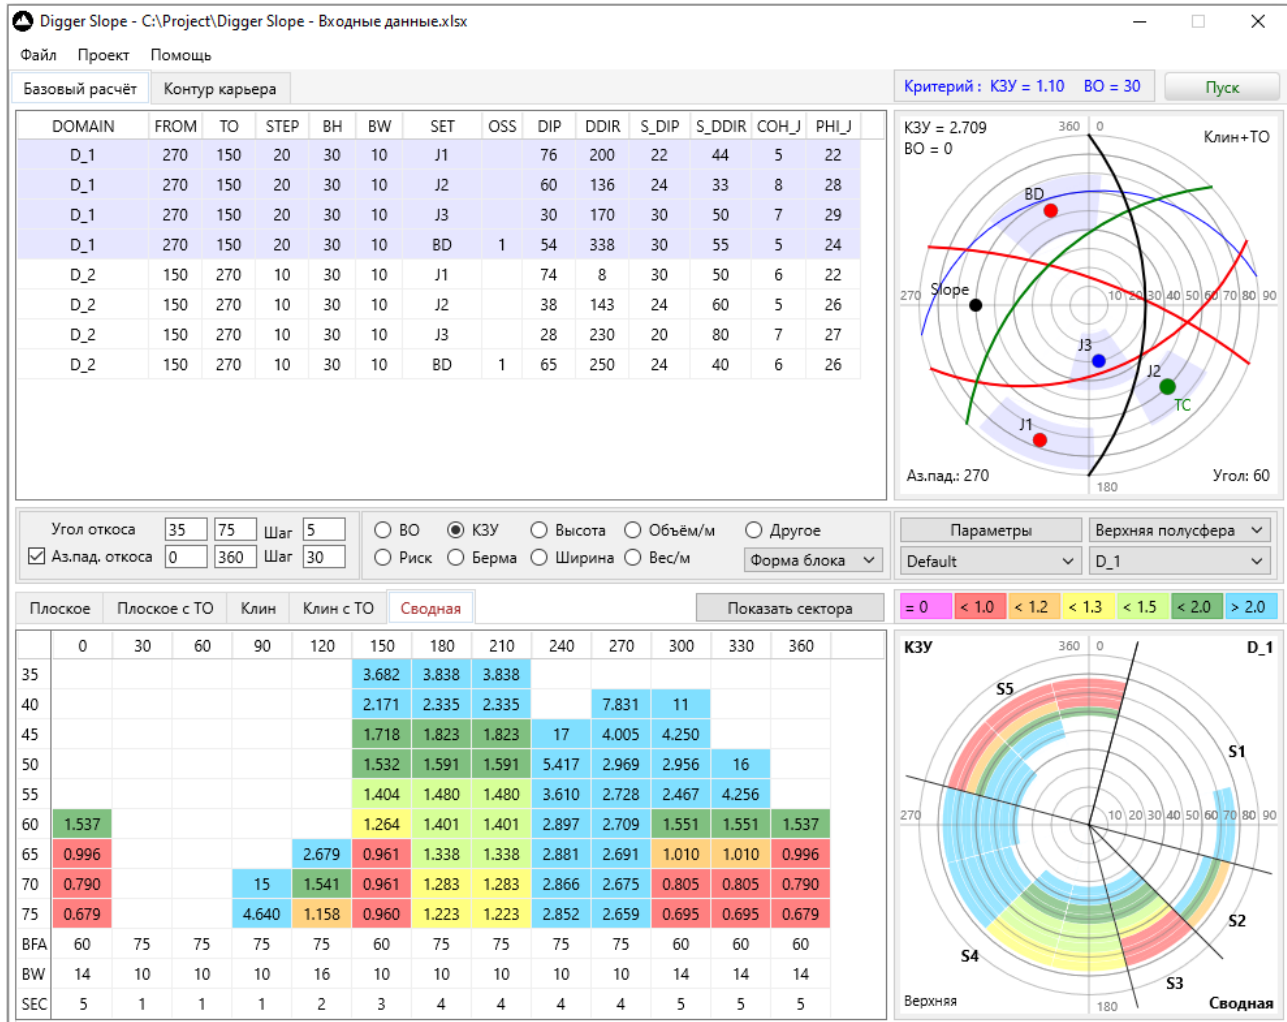 Digger Slope - C:\Project\Digger Slope - Входные данные.xlsx
Файл Проект Помощь
Базовый расчёт Контур карьера
Критерий : КЗУ = 1.10 ВО = 30 Пуск
DOMAIN FROM TO STEP BH BW SET OSS DIP DDIR S_DIP S_DDIR COH_J PHI_J
D_1 270 150 20 30 10 J1 76 200 22 44 5 22
D_1 270 150 20 30 10 J2 60 136 24 33 8 28
D_1 270 150 20 30 10 J3 30 170 30 50 7 29
D_1 270 150 20 30 10 BD 1 54 338 30 55 5 24
D_2 150 270 10 30 10 J1 74 8 30 50 6 22
D_2 150 270 10 30 10 J2 38 143 24 60 5 26
D_2 150 270 10 30 10 J3 28 230 20 80 7 27
D_2 150 270 10 30 10 BD 1 65 250 24 40 6 26
КЗУ = 2.709 360 0 Клин+ТО
ВО = 0
BD
270 Slope 10 20 30 40 50 60 70 80 90
J3
J2
TC
J1
Аз.пад.: 270 180 Угол: 60
Угол откоса 35 75 Шаг 5
Аз.пад. откоса 0 360 Шаг 30
ВО КЗУ Высота Объём/м Другое
Риск Берма Ширина Вес/м Форма блока
Параметры Верхняя полусфера
Default D_1
Плоское Плоское с ТО Клин Клин с ТО Сводная Показать сектора
= 0 < 1.0 < 1.2 < 1.3 < 1.5 < 2.0 > 2.0
0 30 60 90 120 150 180 210 240 270 300 330 360
35 3.682 3.838 3.838
40 2.171 2.335 2.335 7.831 11
45 1.718 1.823 1.823 17 4.005 4.250
50 1.532 1.591 1.591 5.417 2.969 2.956 16
55 1.404 1.480 1.480 3.610 2.728 2.467 4.256
60 1.537 1.264 1.401 1.401 2.897 2.709 1.551 1.551 1.537
65 0.996 2.679 0.961 1.338 1.338 2.881 2.691 1.010 1.010 0.996
70 0.790 15 1.541 0.961 1.283 1.283 2.866 2.675 0.805 0.805 0.790
75 0.679 4.640 1.158 0.960 1.223 1.223 2.852 2.659 0.695 0.695 0.679
BFA 60 75 75 75 75 60 75 75 75 75 60 60 60
BW 14 10 10 10 16 10 10 10 10 10 14 14 14
SEC 5 1 1 1 2 3 4 4 4 4 5 5 5
КЗУ 360 0 D_1
S5
S1
270 10 20 30 40 50 60 70 80 90
S2
S4
S3
Верхняя 180 Сводная